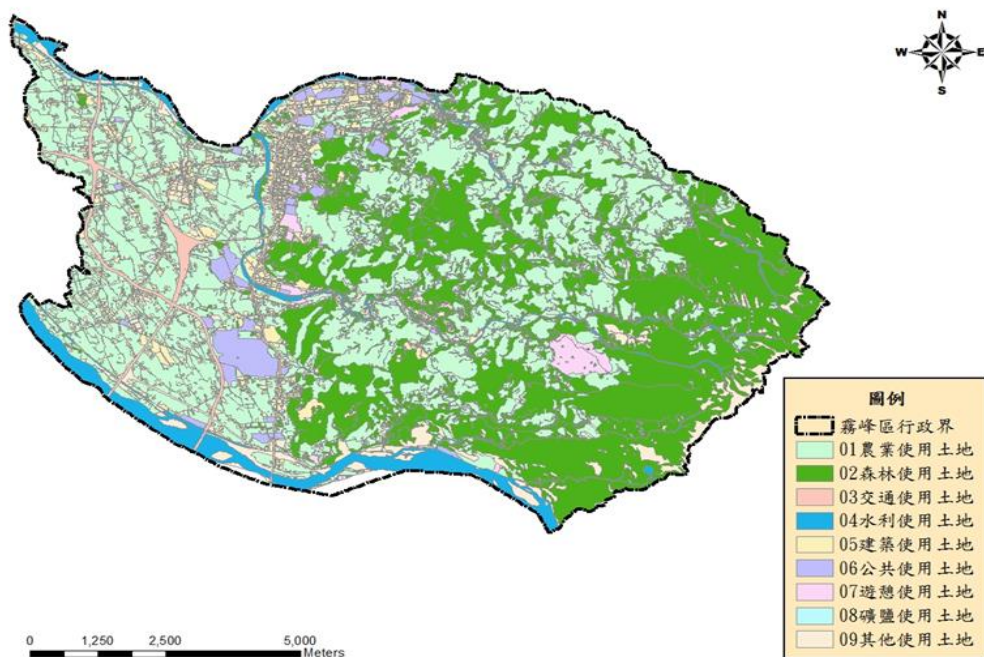 N
W E
S
圖例
霧峰區行政界
01農業使用土地
02森林使用土地
03交通使用土地
04水利使用土地
05建築使用土地
06公共使用土地
07遊憩使用土地
08礦鹽使用土地
09其他使用土地
0 1,250 2,500 5,000
Meters